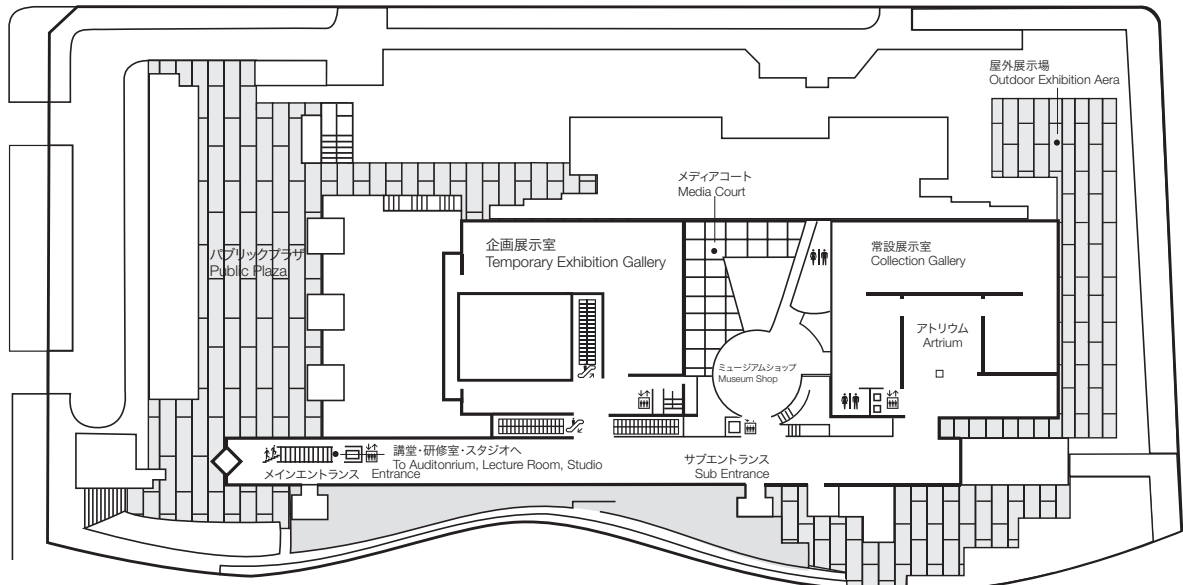 屋外展示場
Outdoor Exhibition Aera
メディアコート
Media Court
企画展示室
Temporary Exhibition Gallery
常設展示室
Collection Gallery
パブリックプラザ
Public Plaza
アトリウム
Artrium
ミュージアムショップ
Museum Shop
講堂・研修室・スタジオへ
To Auditonrium, Lecture Room, Studio
メインエントランス Entrance
サブエントランス
Sub Entrance